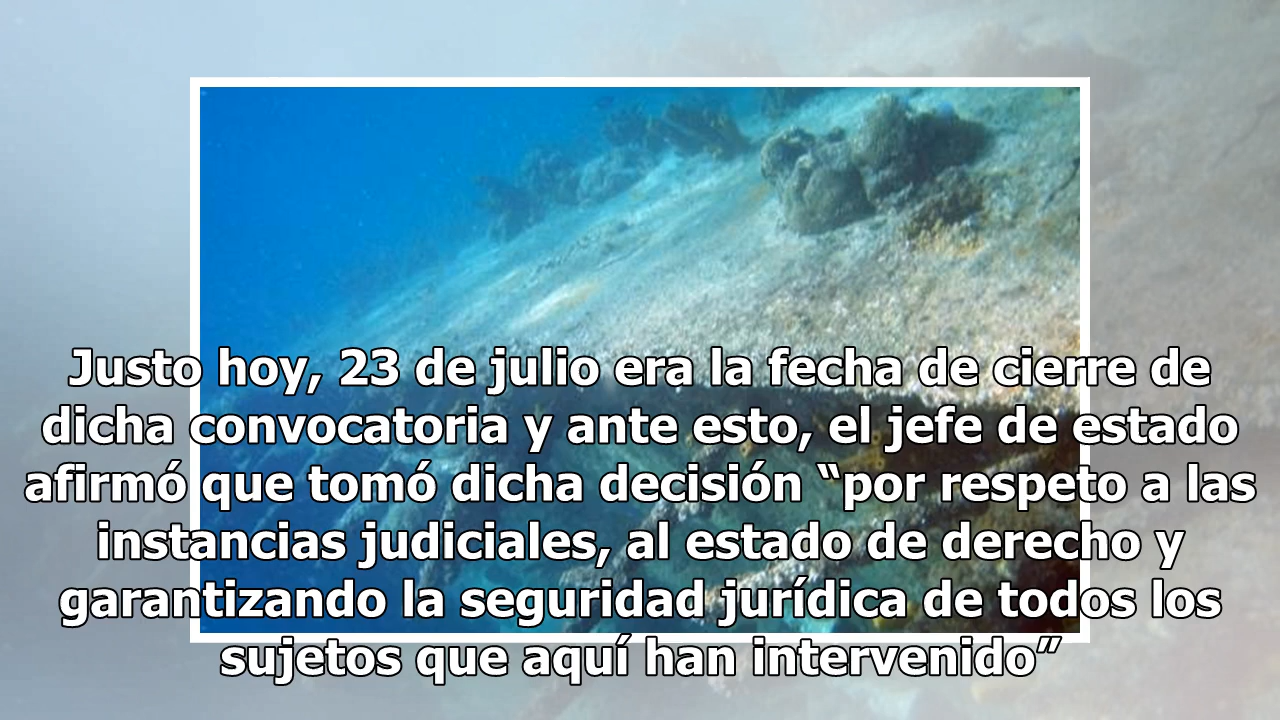 Justo hoy, 23 de julio era la fecha de cierre de
dicha convocatoria y ante esto, el jefe de estado
afirmó que tomó dicha decisión “por respeto a las
instancias judiciales, al estado de derecho y
garantizando la seguridad jurídica de todos los
sujetos que aquí han intervenido”